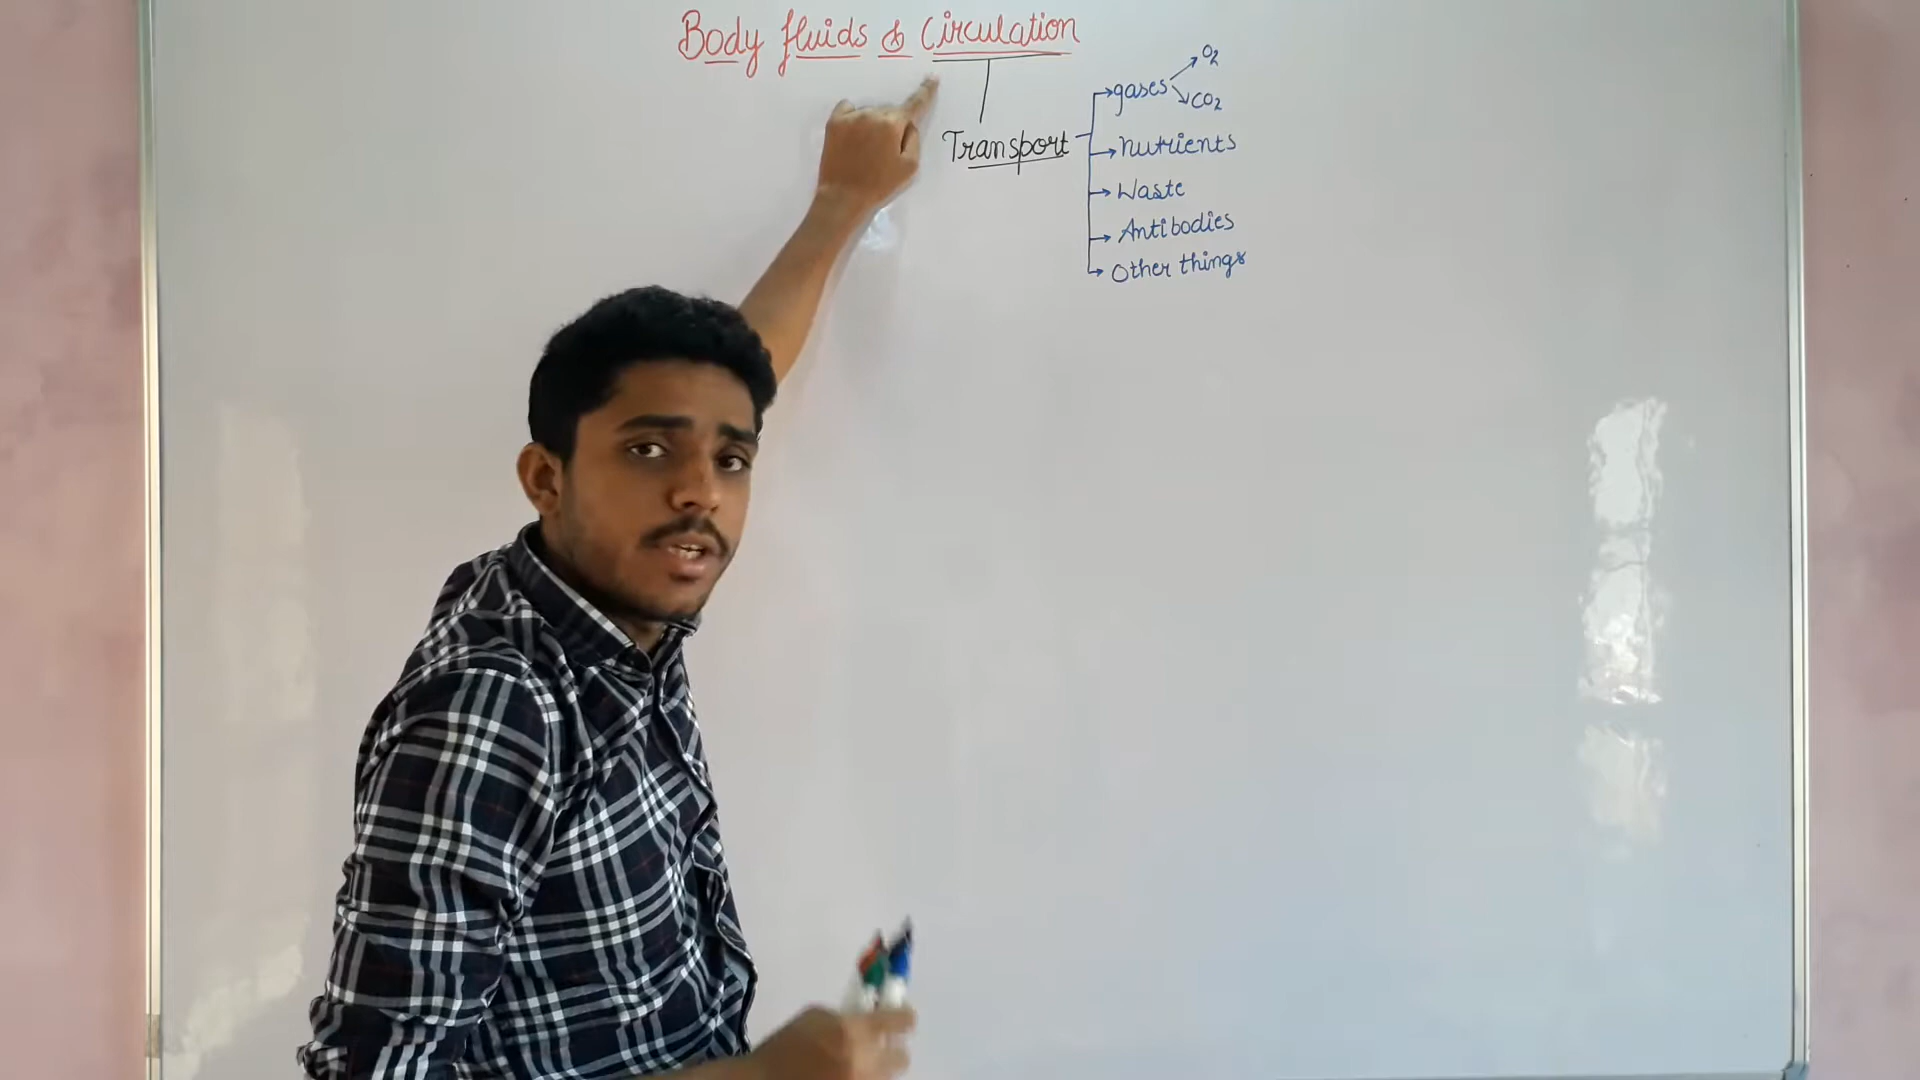 Body fluids & Circulation
Transport
gases
O2
CO2
Nutrients
Waste
Antibodies
Other things